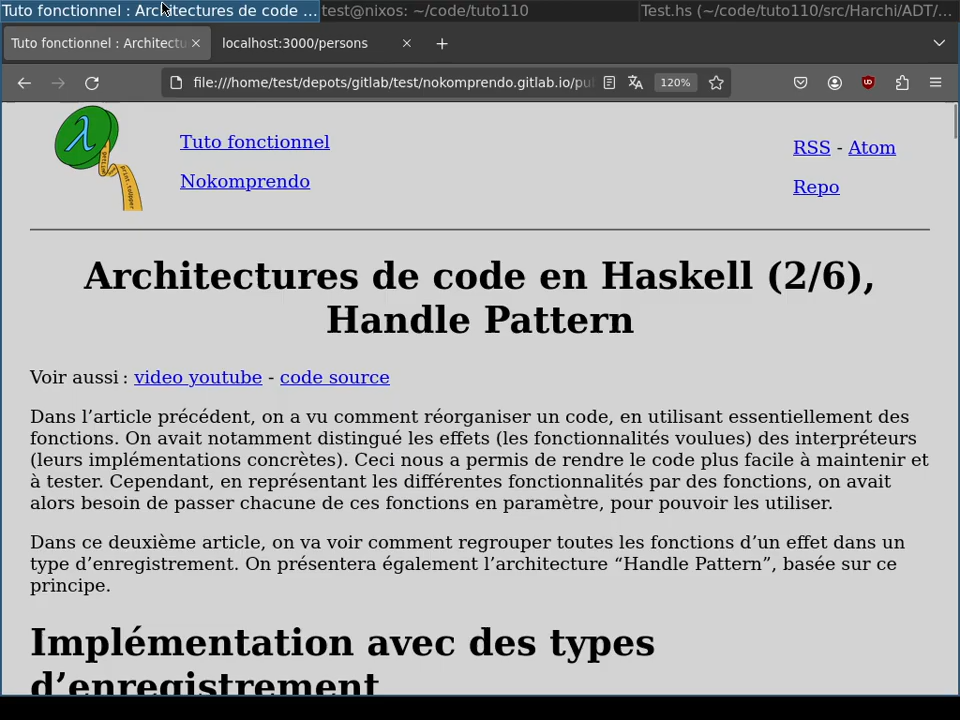 Tuto fonctionnel : Architectures de code ... test@nixos: ~/code/tuto110 Test.hs (~/code/tuto110/src/Harchi/ADT/...
Tuto fonctionnel : Architectu localhost:3000/persons
file:///home/test/depots/gitlab/test/nokomprendo.gitlab.io/pu 120%
Tuto fonctionnel
RSS - Atom
Nokomprendo
Repo
Architectures de code en Haskell (2/6),
Handle Pattern
Voir aussi : video youtube - code source
Dans l’article précédent, on a vu comment réorganiser un code, en utilisant essentiellement des
fonctions. On avait notamment distingué les effets (les fonctionnalités voulues) des interpréteurs
(leurs implémentations concrètes). Ceci nous a permis de rendre le code plus facile à maintenir et
à tester. Cependant, en représentant les différentes fonctionnalités par des fonctions, on avait
alors besoin de passer chacune de ces fonctions en paramètre, pour pouvoir les utiliser.
Dans ce deuxième article, on va voir comment regrouper toutes les fonctions d’un effet dans un
type d’enregistrement. On présentera également l’architecture “Handle Pattern”, basée sur ce
principe.
Implémentation avec des types
d’enregistrement